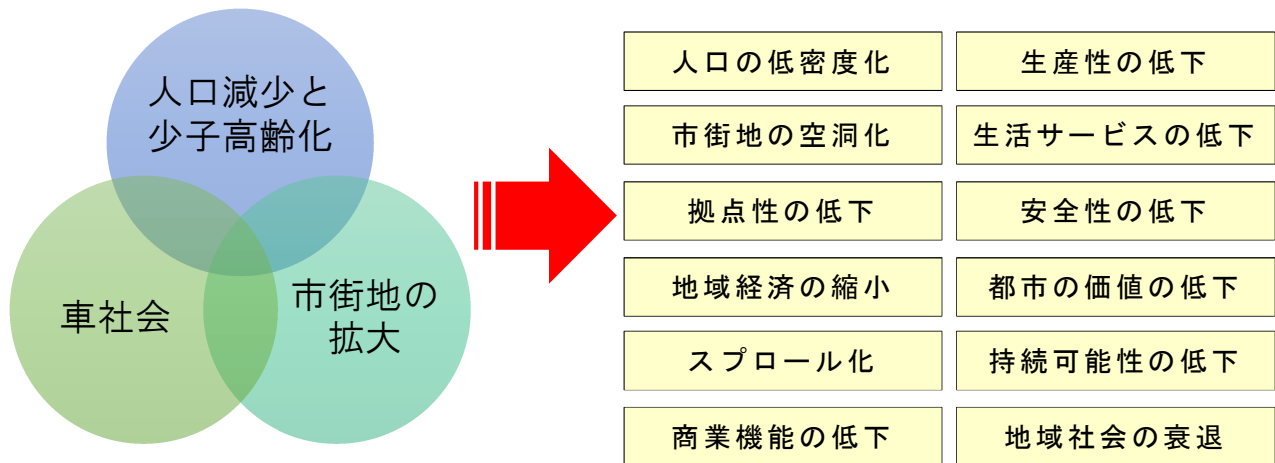 人口減少と
少子高齢化
車社会
市街地の
拡大
人口の低密度化
生産性の低下
市街地の空洞化
生活サービスの低下
拠点性の低下
安全性の低下
地域経済の縮小
都市の価値の低下
スプロール化
持続可能性の低下
商業機能の低下
地域社会の衰退